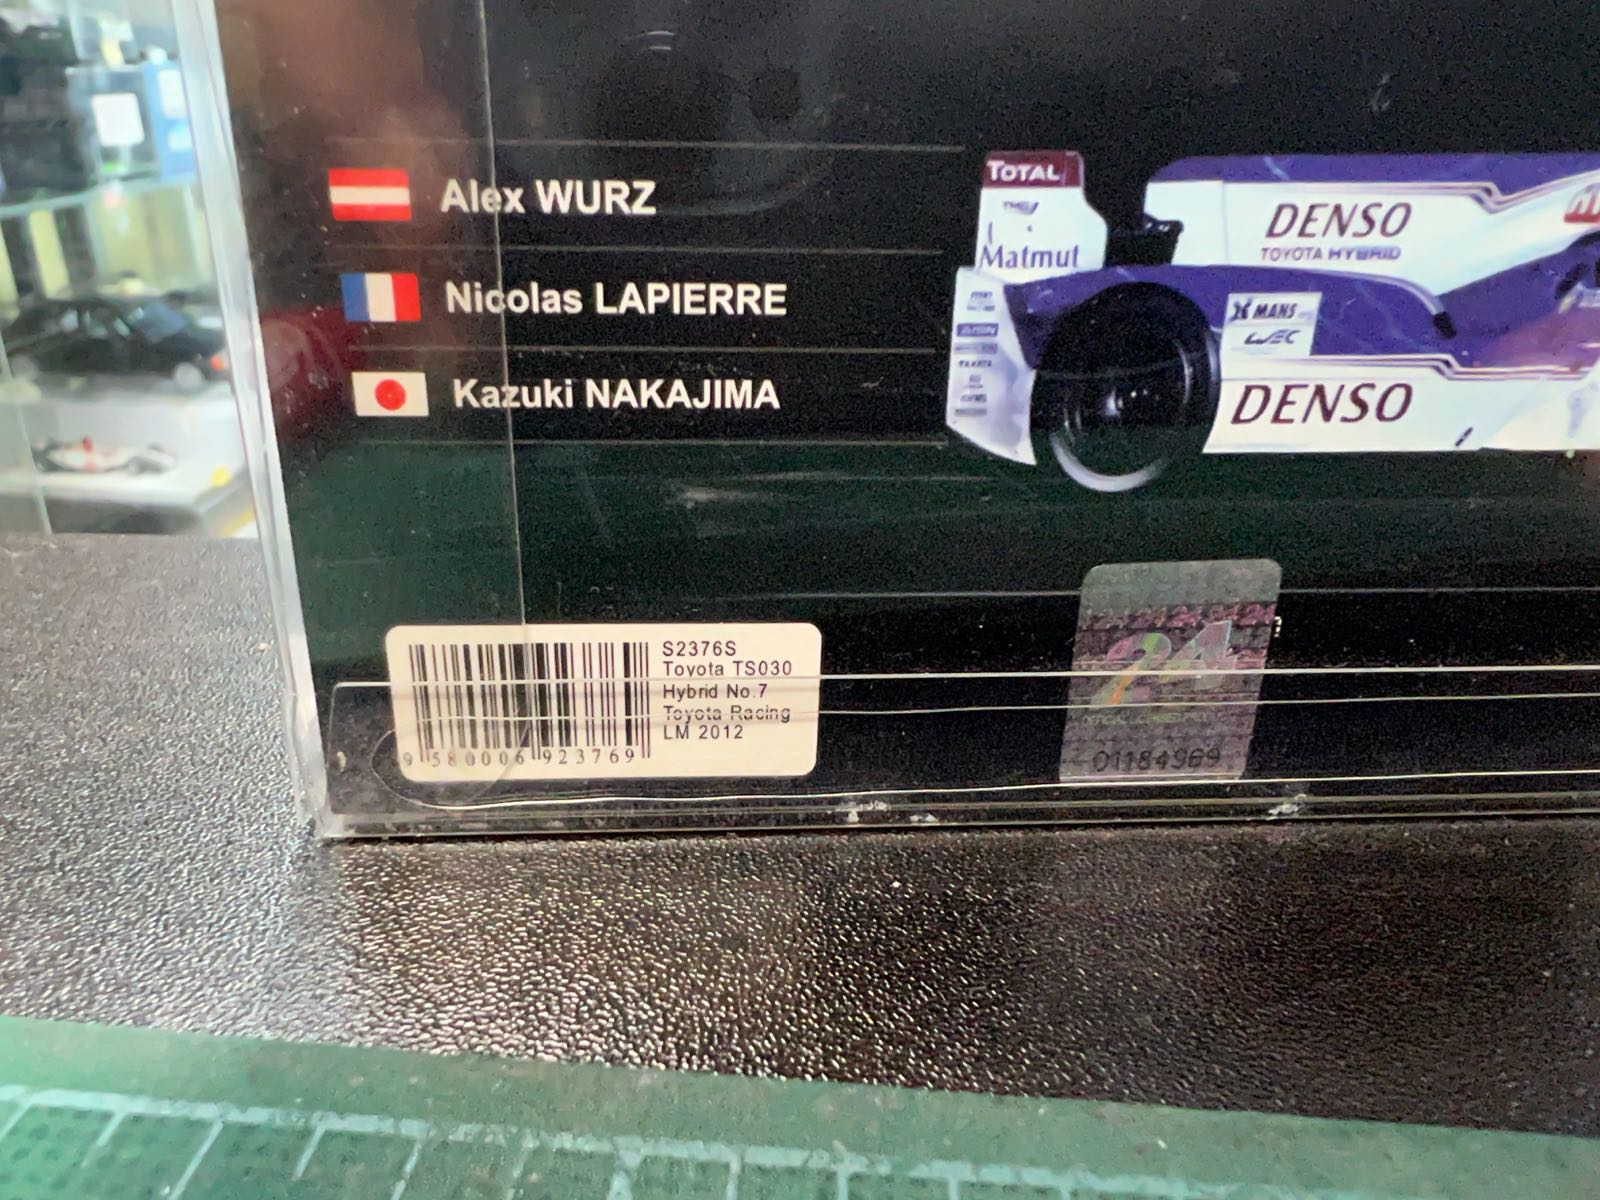 Alex WURZ
Nicolas LAPIERRE
Kazuki NAKAJIMA
TOTAL
Matmut
DENSO
TOYOTA HYBRID
MANS
WEC
DENSO
S2376S
Toyota TS030
Hybrid No.7
Toyota Racing
LM 2012
9 580006 923769
24
01184969